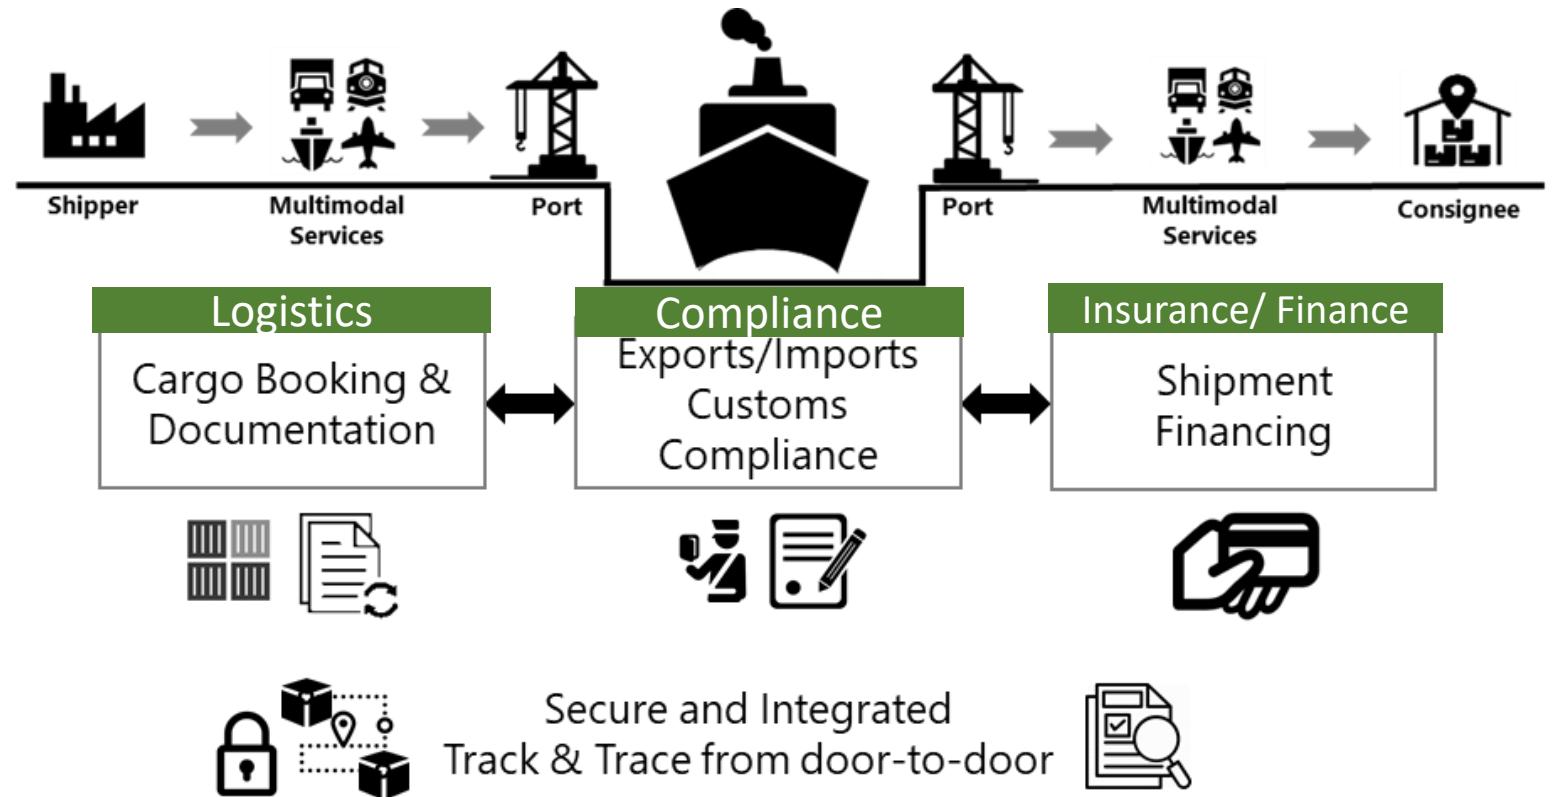 Shipper
Multimodal
Services
Port
Port
Multimodal
Services
Consignee
Logistics
Cargo Booking &
Documentation
Compliance
Exports/Imports
Customs
Compliance
Insurance/ Finance
Shipment
Financing
Secure and Integrated
Track & Trace from door-to-door